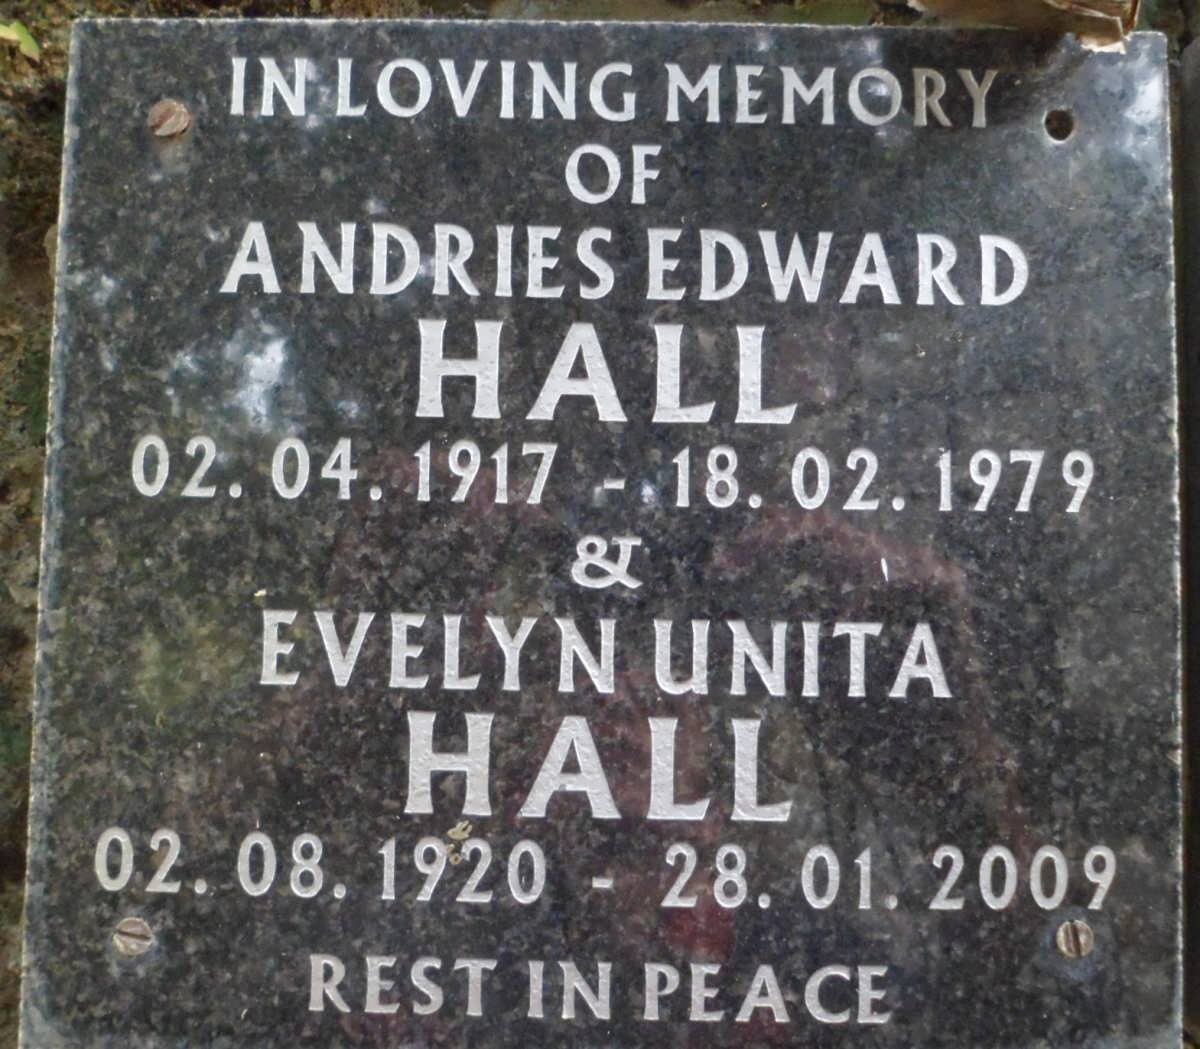 IN LOVING MEMORY
OF
ANDRIES EDWARD
HALL
02. 04. 1917 - 18. 02. 1979
&
EVELYN UNITA
HALL
02. 08. 1920 - 28. 01. 2009
REST IN PEACE